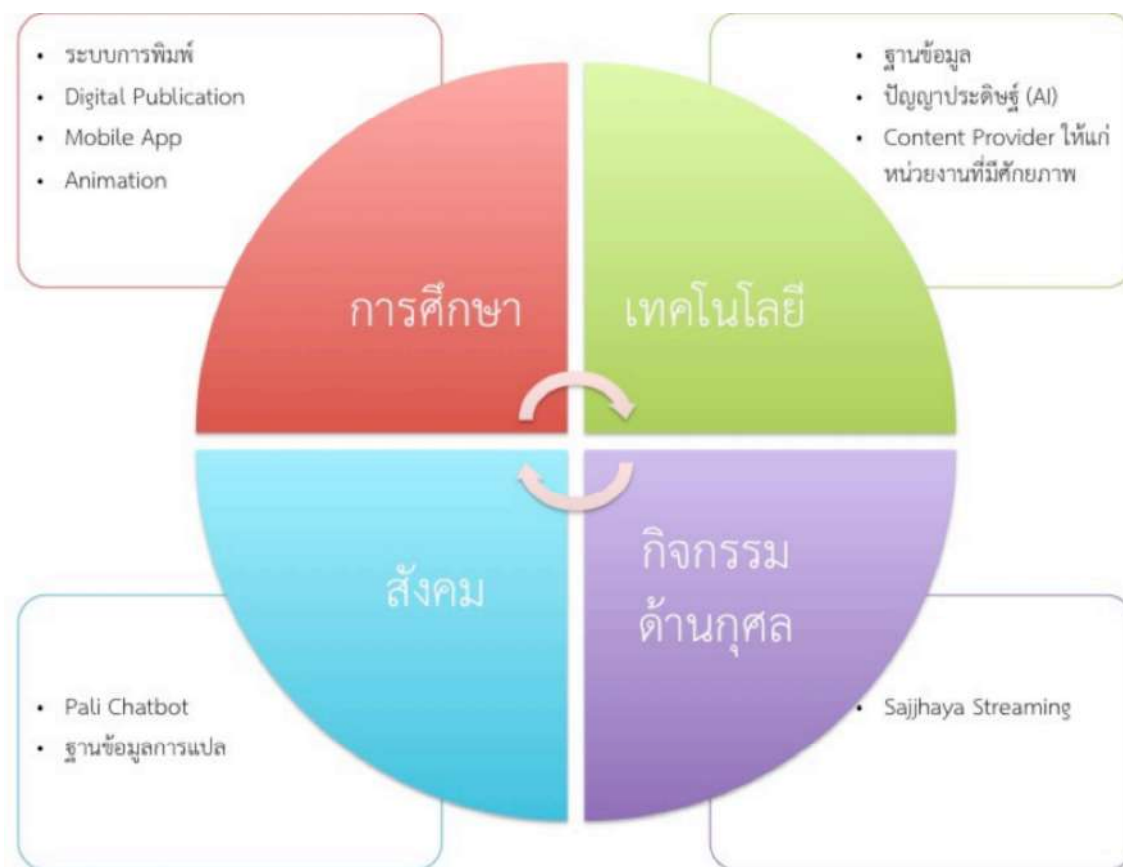 • ระบบการพิมพ์
• Digital Publication
• Mobile App
• Animation
• ฐานข้อมูล
• ปัญญาประดิษฐ์ (AI)
• Content Provider ให้แก่
หน่วยงานที่มีศักยภาพ
การศึกษา
เทคโนโลยี
สังคม
กิจกรรม
ด้านกุศล
• Pali Chatbot
• ฐานข้อมูลการแปล
• Sajjhaya Streaming